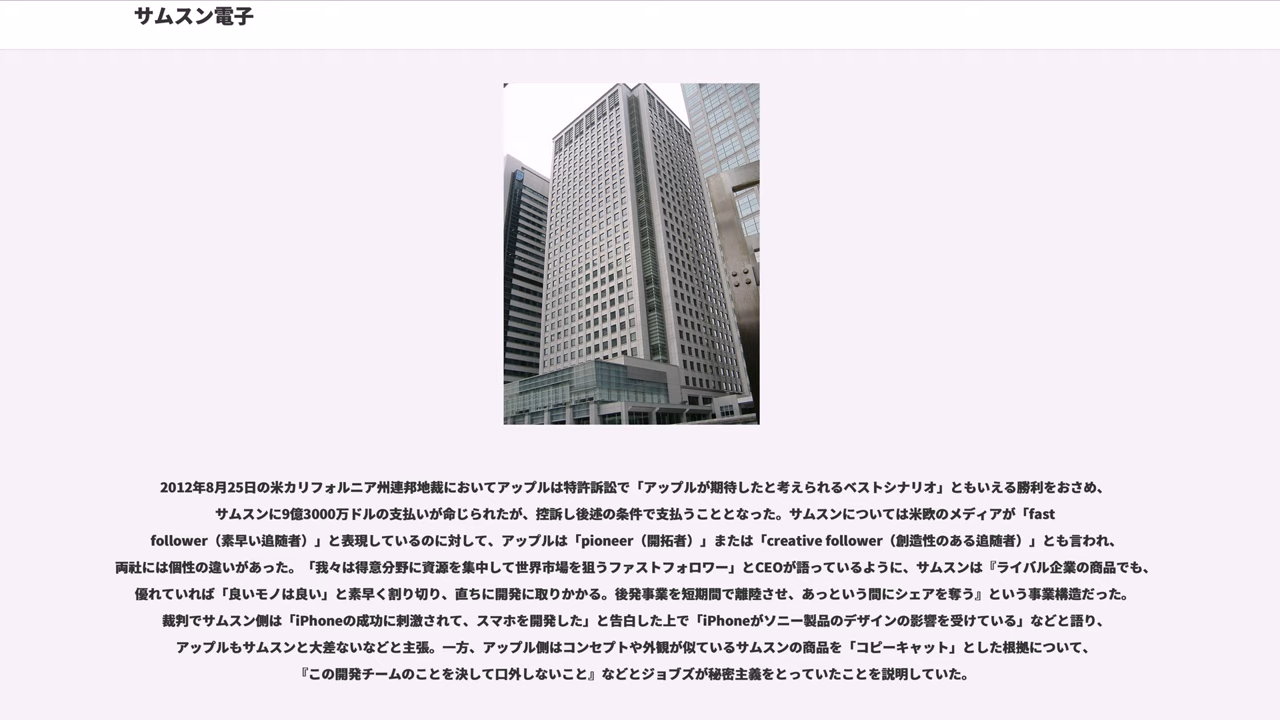 サムスン電子
2012年8月25日の米カリフォルニア州連邦地裁においてアップルは特許訴訟で「アップルが期待したと考えられるベストシナリオ」ともいえる勝利をおさめ、
サムスンに9億3000万ドルの支払いが命じられたが、控訴し後述の条件で支払うこととなった。サムスンについては米欧のメディアが「fast
follower（素早い追随者）」と表現しているのに対して、アップルは「pioneer（開拓者）」または「creative follower（創造性のある追随者）」とも言われ、
両社には個性の違いがあった。「我々は得意分野に資源を集中して世界市場を狙うファストフォロワー」とCEOが語っているように、サムスンは『ライバル企業の商品でも、
優れていれば「良いモノは良い」と素早く割り切り、直ちに開発に取りかかる。後発事業を短期間で離陸させ、あっという間にシェアを奪う』という事業構造だった。
裁判でサムスン側は「iPhoneの成功に刺激されて、スマホを開発した」と告白した上で「iPhoneがソニー製品のデザインの影響を受けている」などと語り、
アップルもサムスンと大差ないなどと主張。一方、アップル側はコンセプトや外観が似ているサムスンの商品を「コピーキャット」とした根拠について、
『この開発チームのことを決して口外しないこと』などとジョブズが秘密主義をとっていたことを説明していた。